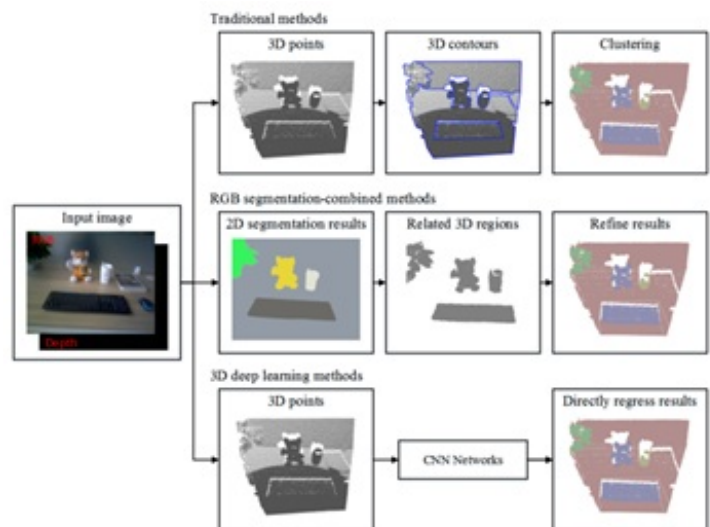 Traditional methods
3D points
3D contours
Clustering
RGB segmentation-combined methods
Input image
2D segmentation results
Related 3D regions
Refine results
RGB
Depth
3D deep learning methods
3D points
CNN Networks
Directly regress results